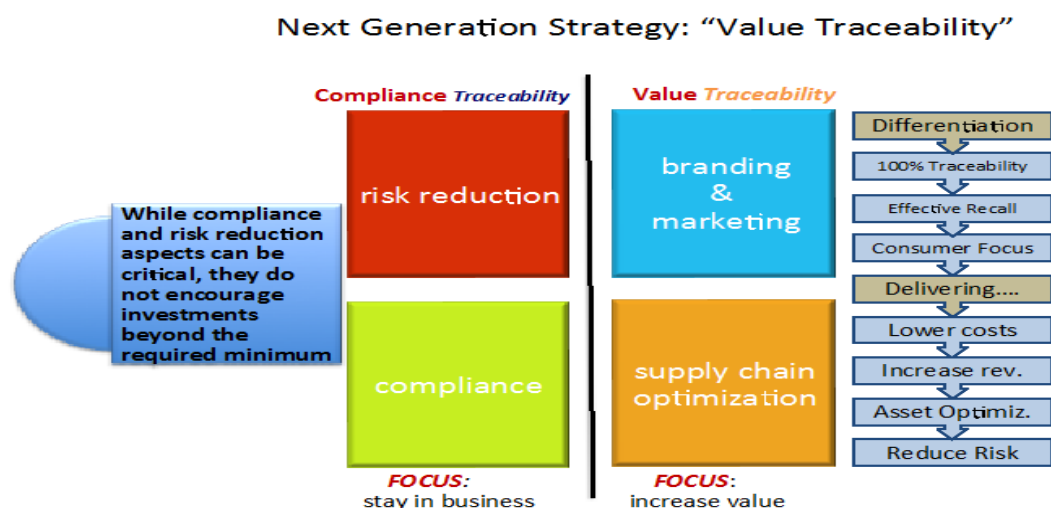 Next Generation Strategy: “Value Traceability”
Compliance Traceability
risk reduction
compliance
FOCUS:
stay in business
While compliance
and risk reduction
aspects can be
critical, they do
not encourage
investments
beyond the
required minimum
Value Traceability
branding
&
marketing
supply chain
optimization
FOCUS:
increase value
Differentiation
100% Traceability
Effective Recall
Consumer Focus
Delivering....
Lower costs
Increase rev.
Asset Optimiz.
Reduce Risk